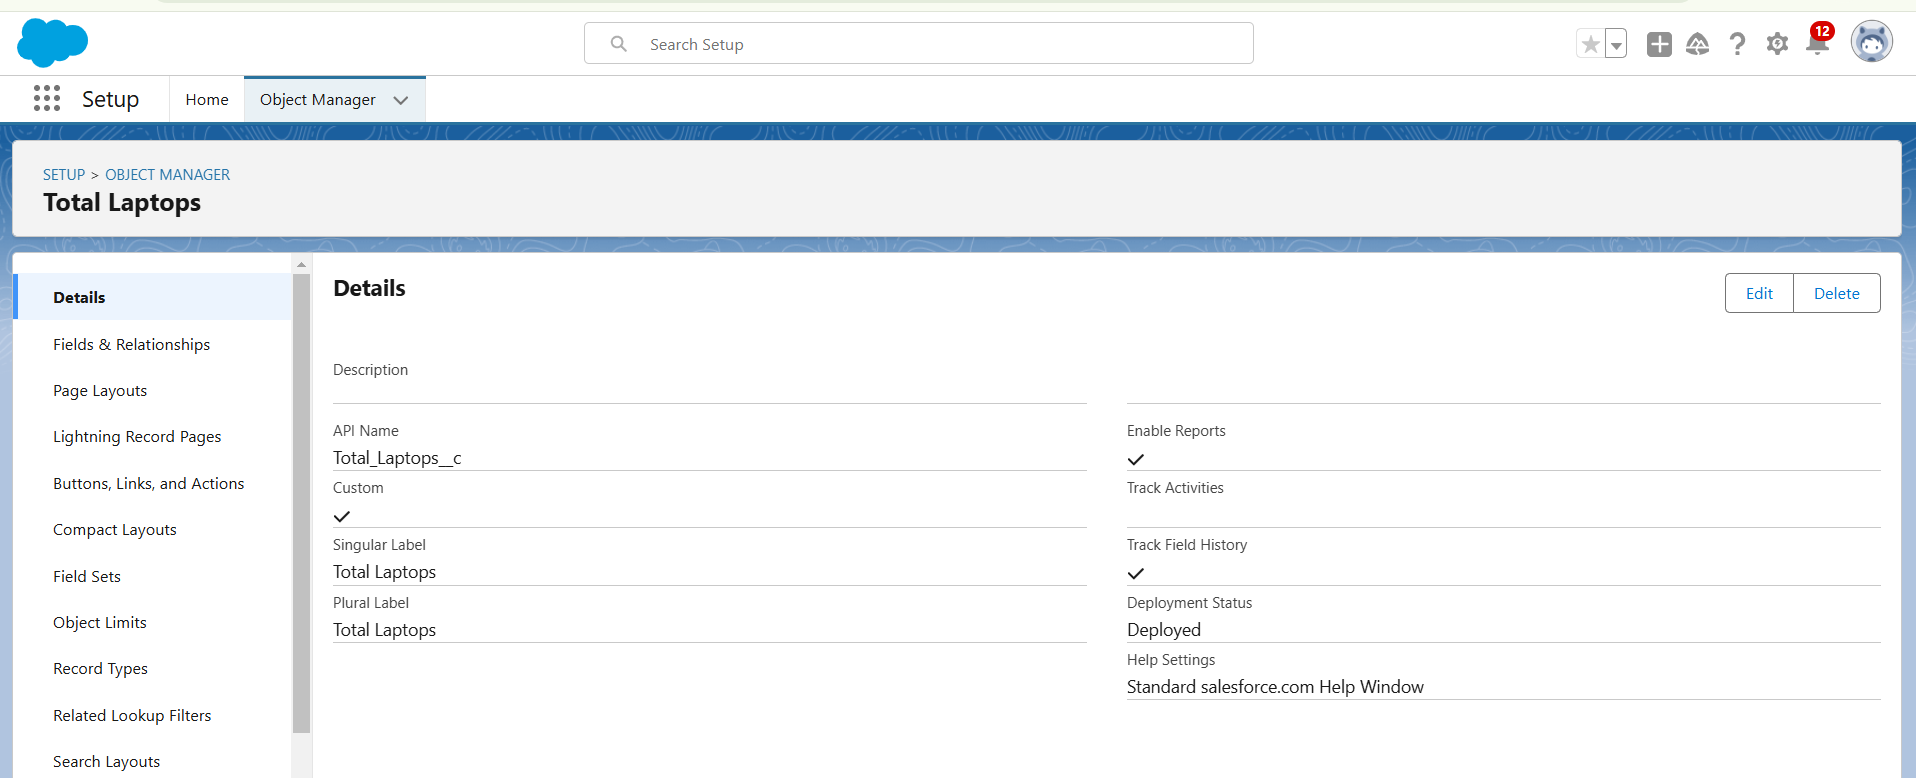 Search Setup
12
Setup
Home
Object Manager
SETUP > OBJECT MANAGER
Total Laptops
Details
Fields & Relationships
Page Layouts
Lightning Record Pages
Buttons, Links, and Actions
Compact Layouts
Field Sets
Object Limits
Record Types
Related Lookup Filters
Search Layouts
Details
Edit
Delete
Description
API Name
Total_Laptops__c
Custom
Singular Label
Total Laptops
Plural Label
Total Laptops
Enable Reports
Track Activities
Track Field History
Deployment Status
Deployed
Help Settings
Standard salesforce.com Help Window